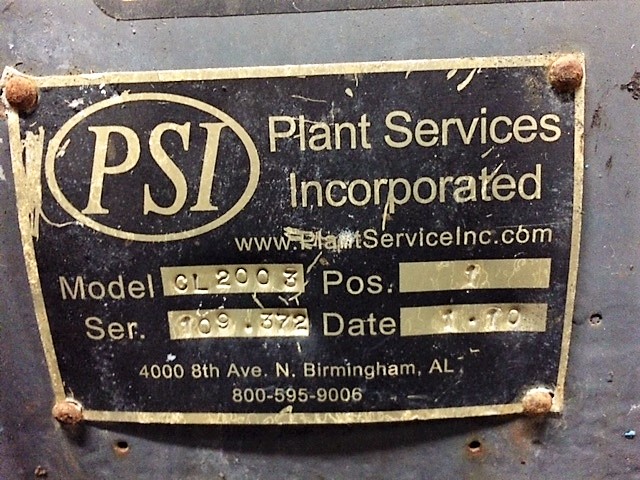 PSI
Plant Services
Incorporated
www.PlantServiceInc.com
Model CL2003 Pos. 1
Ser. 109.372 Date 1-10
4000 8th Ave. N. Birmingham, AL
800-595-9006